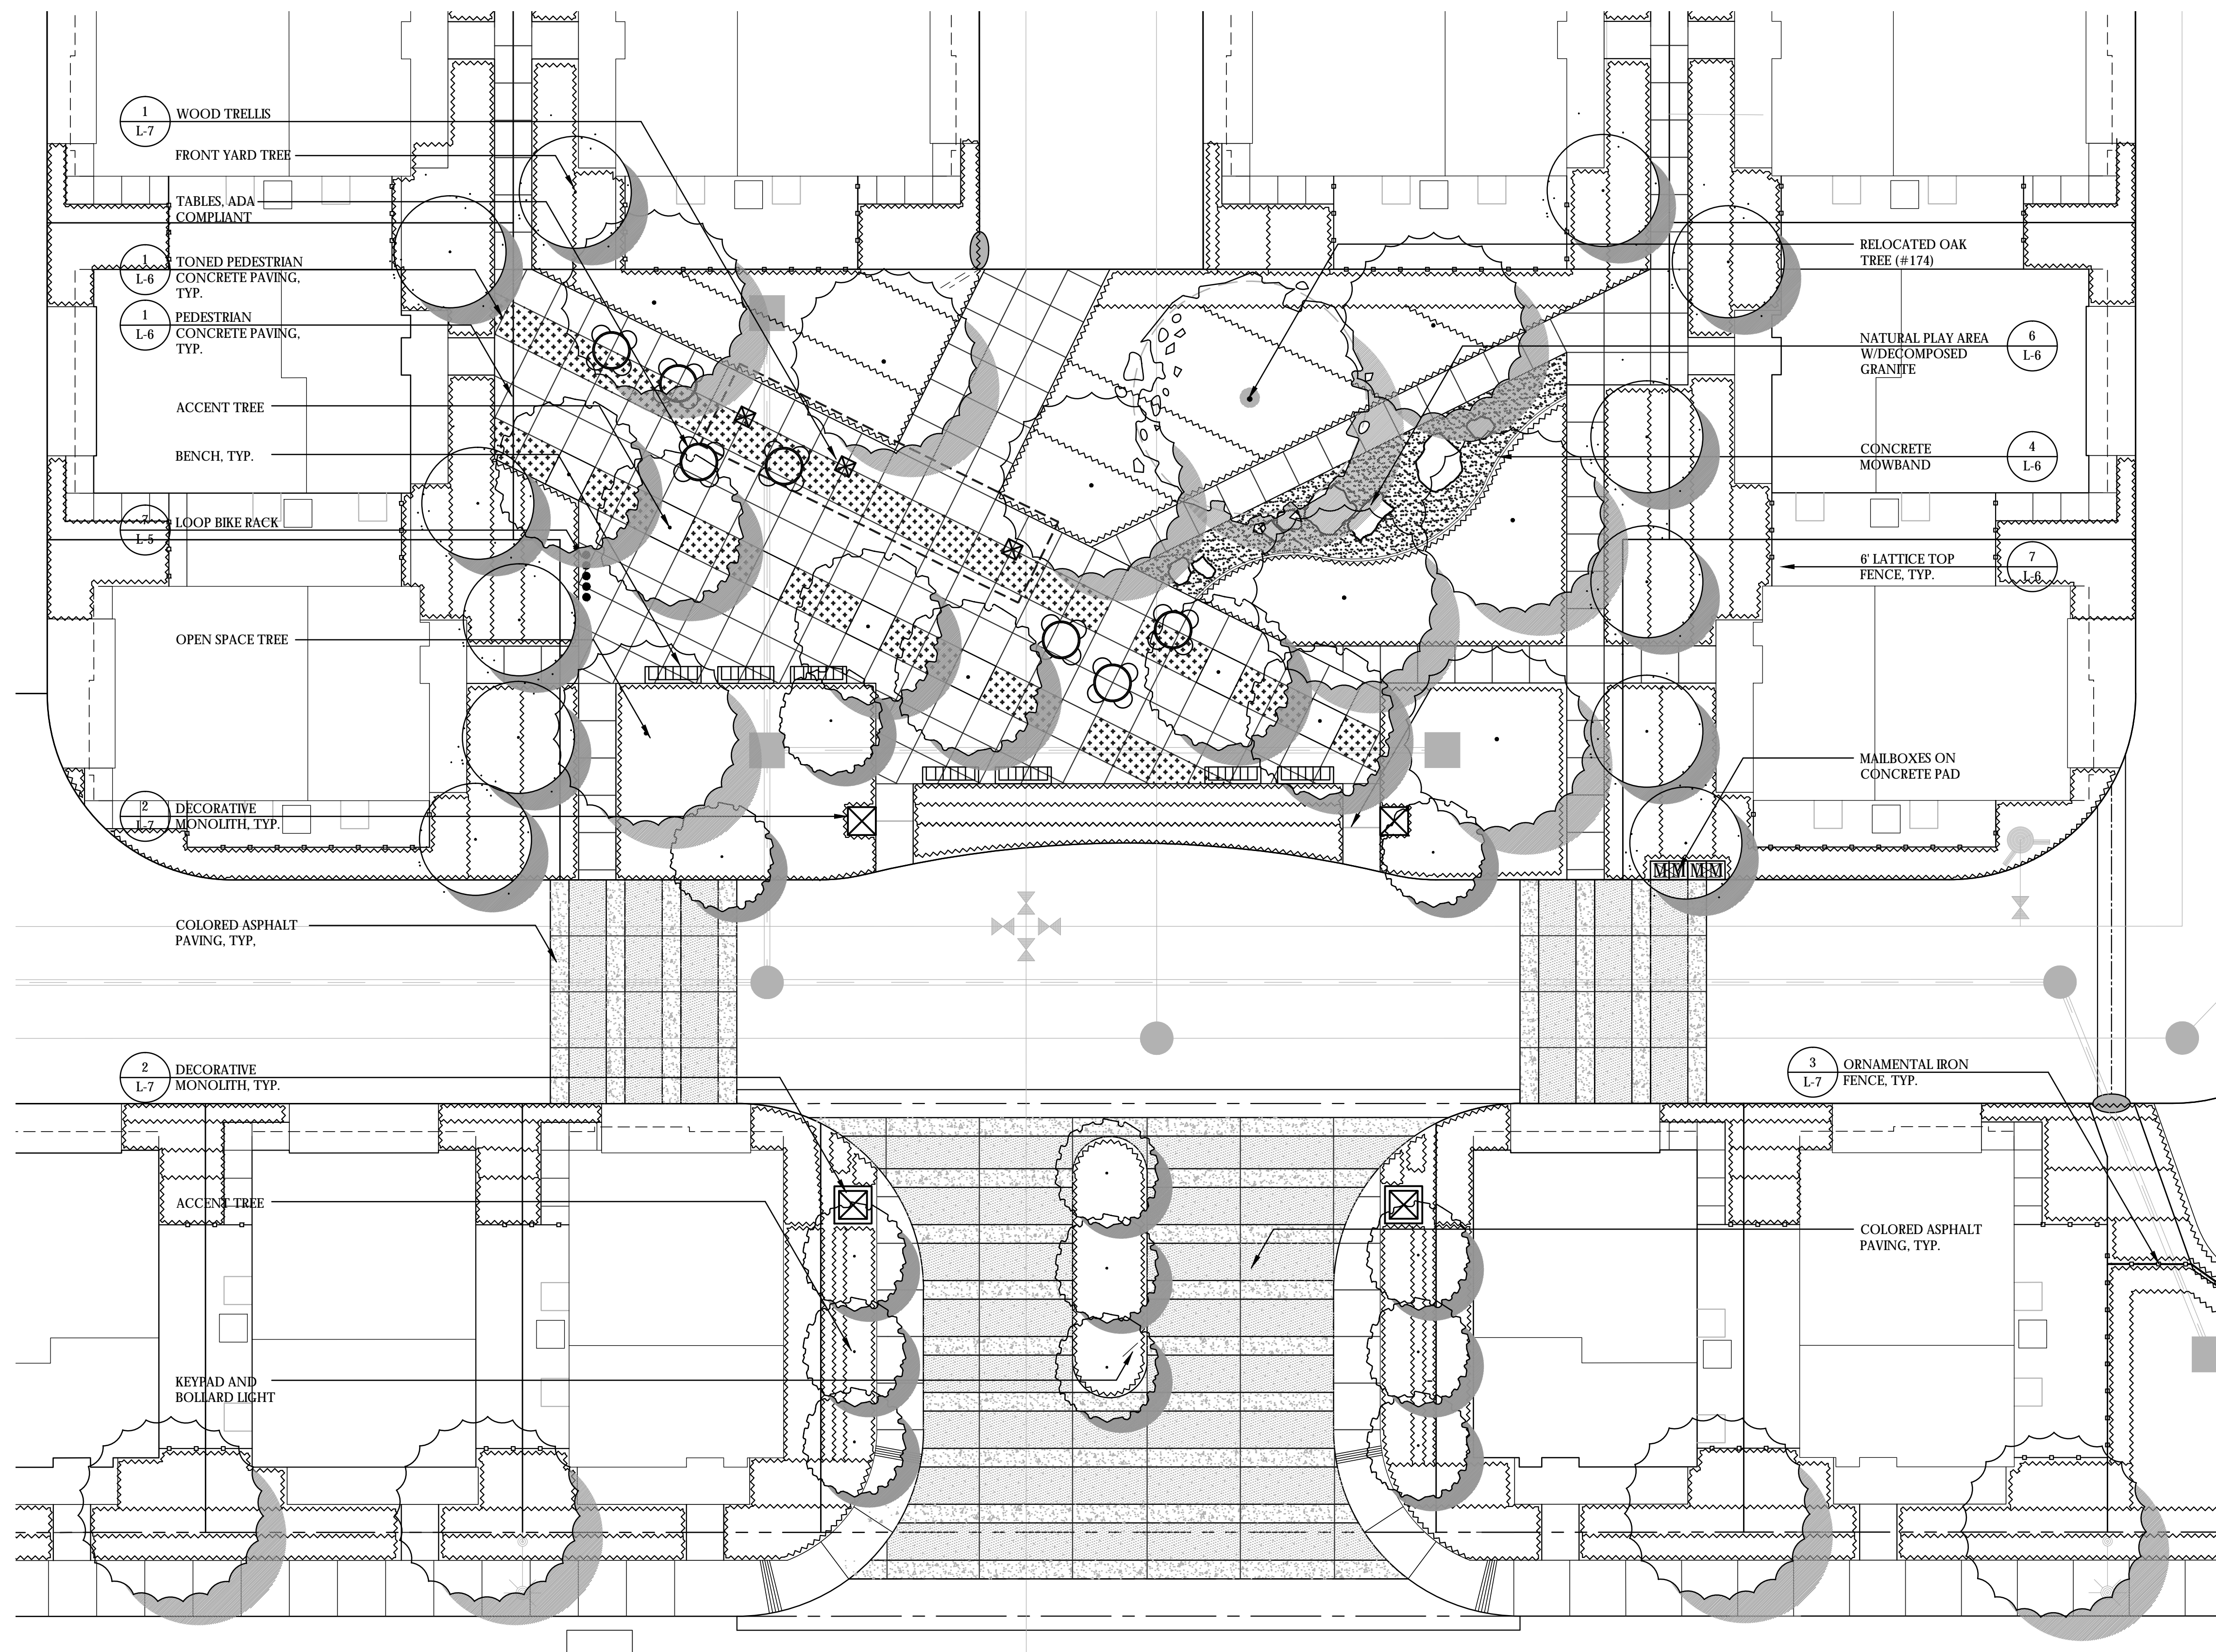 1
L-7
WOOD TRELLIS
FRONT YARD TREE
TABLES, ADA
COMPLIANT
1
L-6
TONED PEDESTRIAN
CONCRETE PAVING,
TYP.
1
L-6
PEDESTRIAN
CONCRETE PAVING,
TYP.
ACCENT TREE
BENCH, TYP.
7
L-5
LOOP BIKE RACK
OPEN SPACE TREE
2
L-7
DECORATIVE
MONOLITH, TYP.
COLORED ASPHALT
PAVING, TYP,
2
L-7
DECORATIVE
MONOLITH, TYP.
ACCENT TREE
KEYPAD AND
BOLLARD LIGHT
RELOCATED OAK
TREE (#174)
NATURAL PLAY AREA
W/DECOMPOSED
GRANITE
6
L-6
CONCRETE
MOWBAND
4
L-6
6' LATTICE TOP
FENCE, TYP.
7
L-6
MAILBOXES ON
CONCRETE PAD
M M M M
3
L-7
ORNAMENTAL IRON
FENCE, TYP.
COLORED ASPHALT
PAVING, TYP.